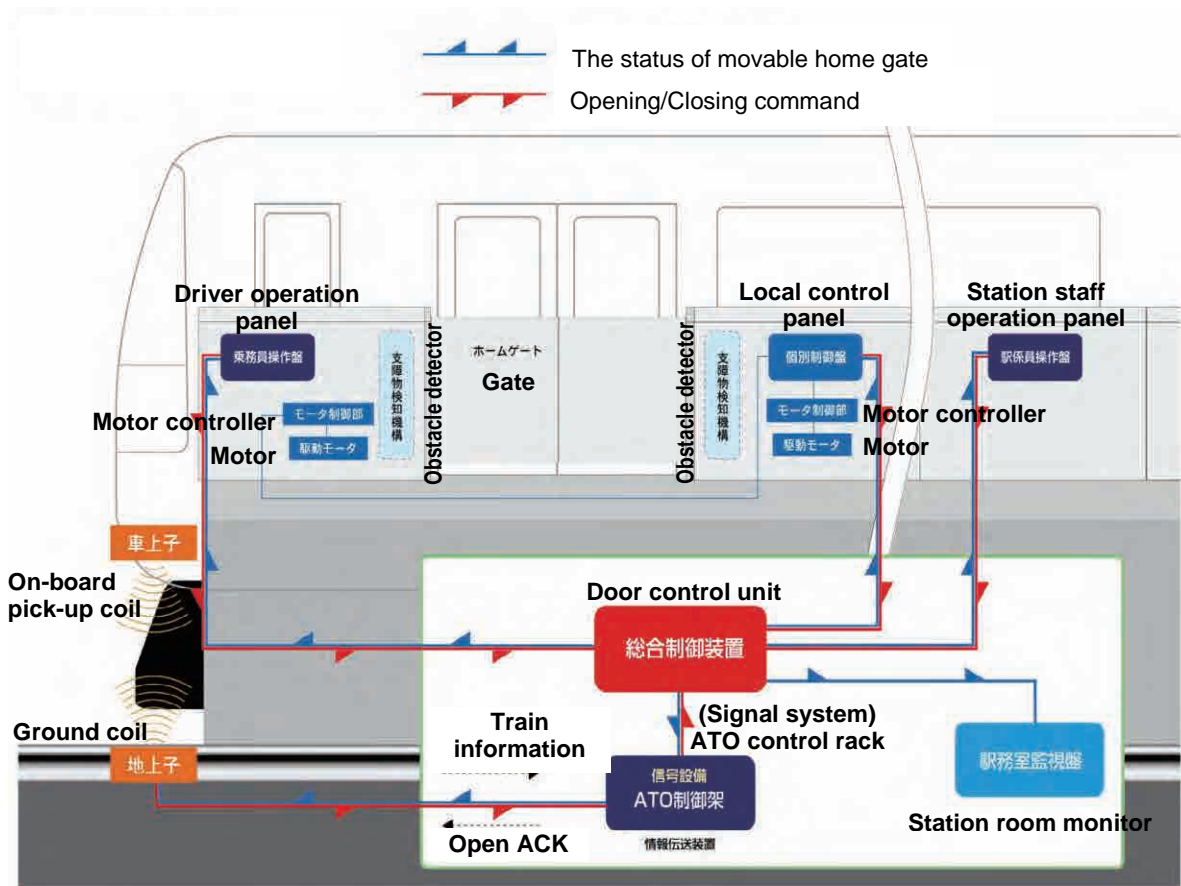 The status of movable home gate
Opening/Closing command
Driver operation
panel
乗務員操作盤
Motor controller
モータ制御部
Motor
駆動モータ
支障物検知機構
Obstacle detector
ホームゲート
Gate
Obstacle detector
支障物検知機構
Local control
panel
個別制御盤
モータ制御部
Motor controller
駆動モータ
Motor
Station staff
operation panel
駅係員操作盤
車上子
On-board
pick-up coil
Door control unit
総合制御装置
Ground coil
地上子
Train
information
(Signal system)
ATO control rack
信号設備
ATO制御架
情報伝送装置
Open ACK
駅務室監視盤
Station room monitor